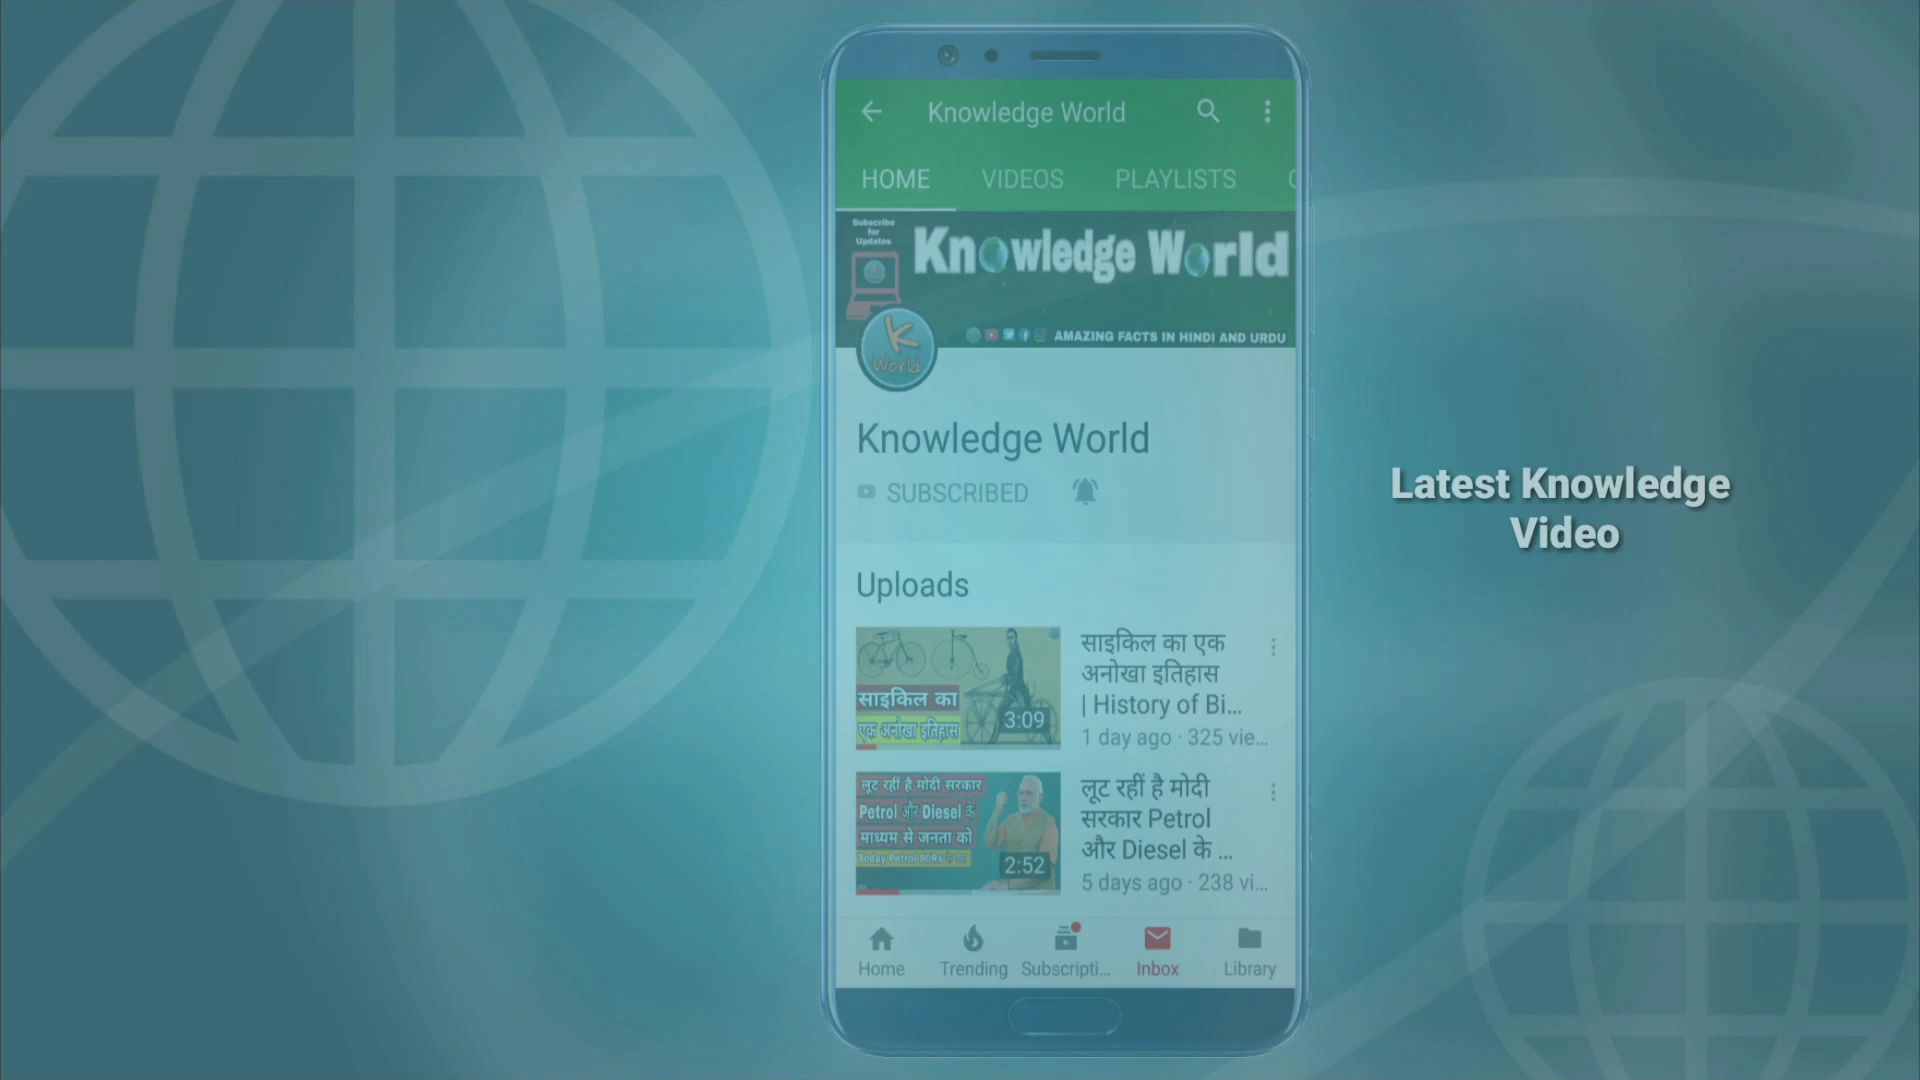 Knowledge World
HOME VIDEOS PLAYLISTS
Subscribe
for
Updates
Knowledge World
AMAZING FACTS IN HINDI AND URDU
K
World
Knowledge World
SUBSCRIBED
Latest Knowledge
Video
Uploads
साइकिल का
एक अनोखा इतिहास
3:09
साइकिल का एक
अनोखा इतिहास
| History of Bi...
1 day ago · 325 vie...
लूट रहीं है मोदी सरकार
Petrol और Diesel के
माध्यम से जनता को
Today Petrol
2:52
लूट रहीं है मोदी
सरकार Petrol
और Diesel के ...
5 days ago · 238 vi...
Home Trending Subscripti... Inbox Library